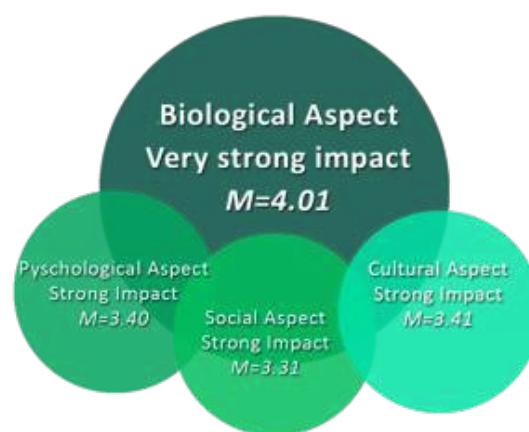 Biological Aspect
Very strong impact
M=4.01
Pyschological Aspect
Strong Impact
M=3.40
Social Aspect
Strong Impact
M=3.31
Cultural Aspect
Strong Impact
M=3.41